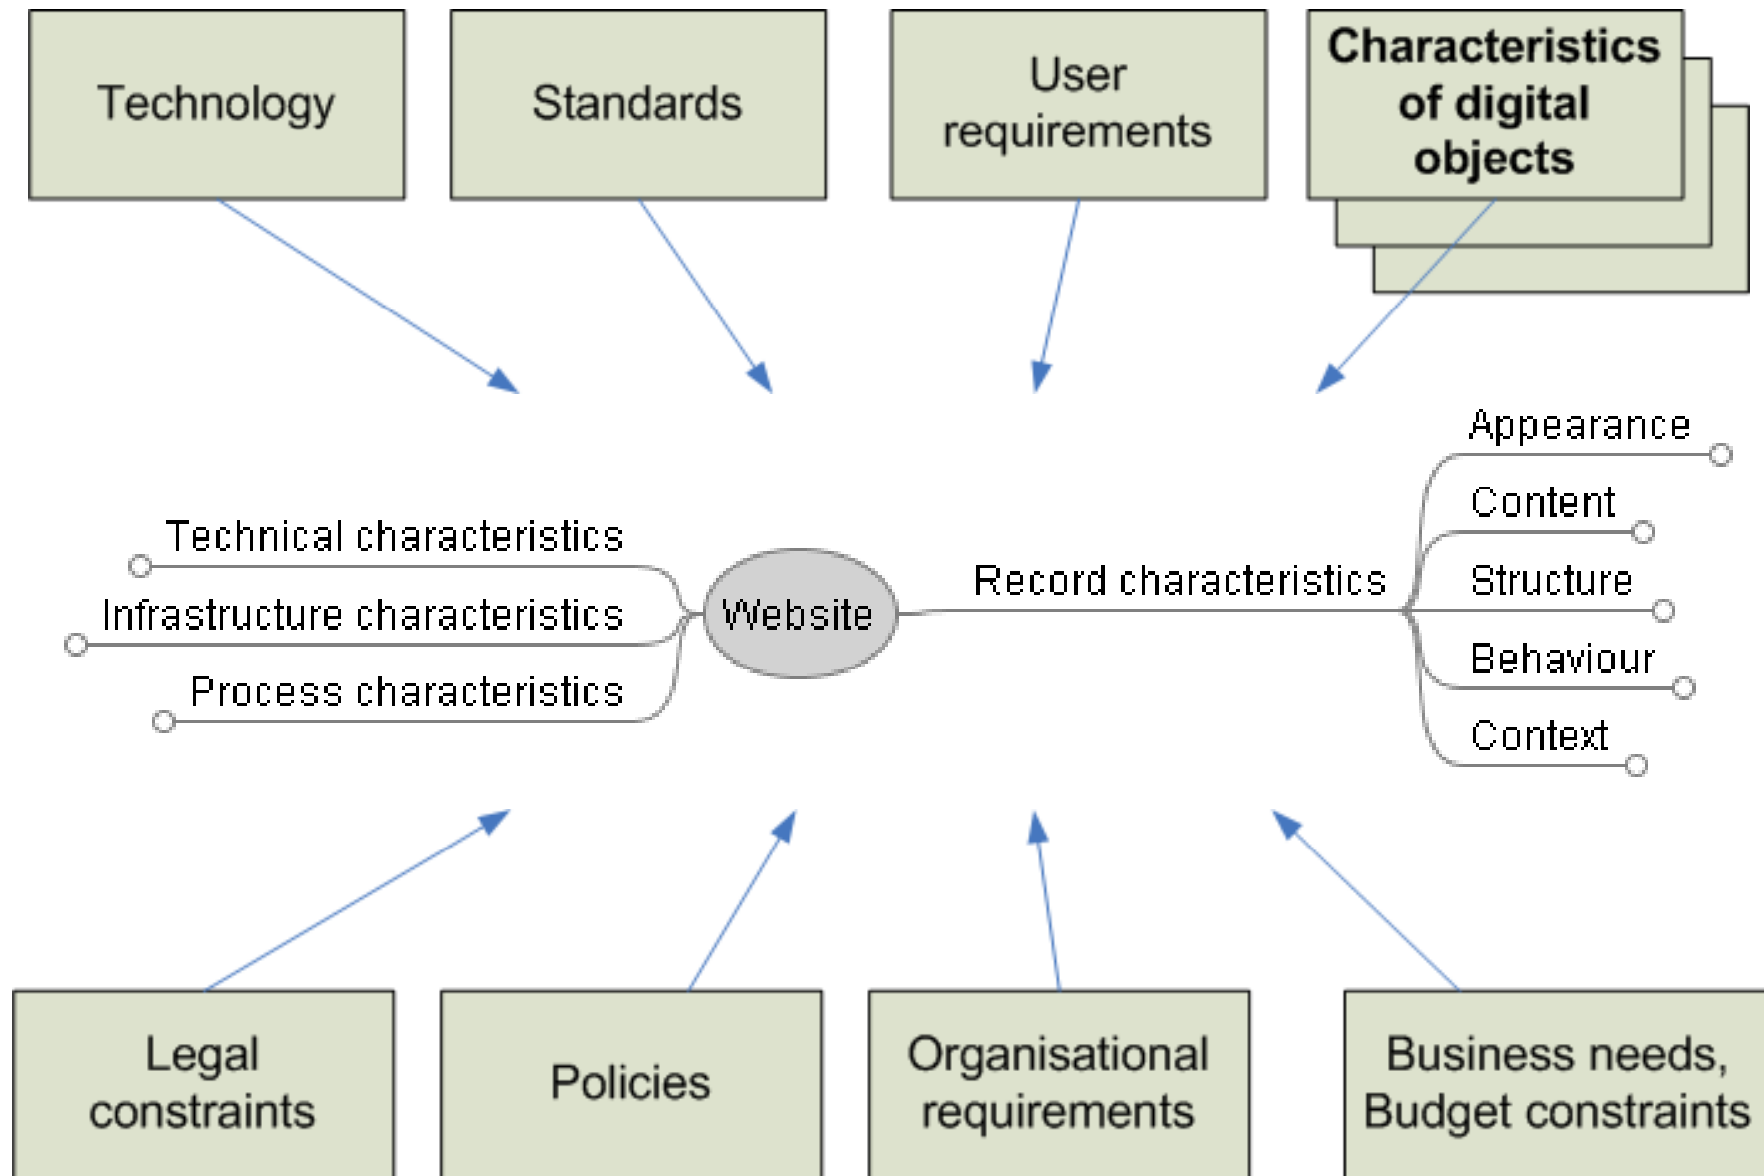 Technology
Standards
User
requirements
Characteristics
of digital
objects
Appearance
Content
Technical characteristics
Record characteristics
Structure
Infrastructure characteristics
Website
Behaviour
Process characteristics
Context
Legal
constraints
Policies
Organisational
requirements
Business needs,
Budget constraints